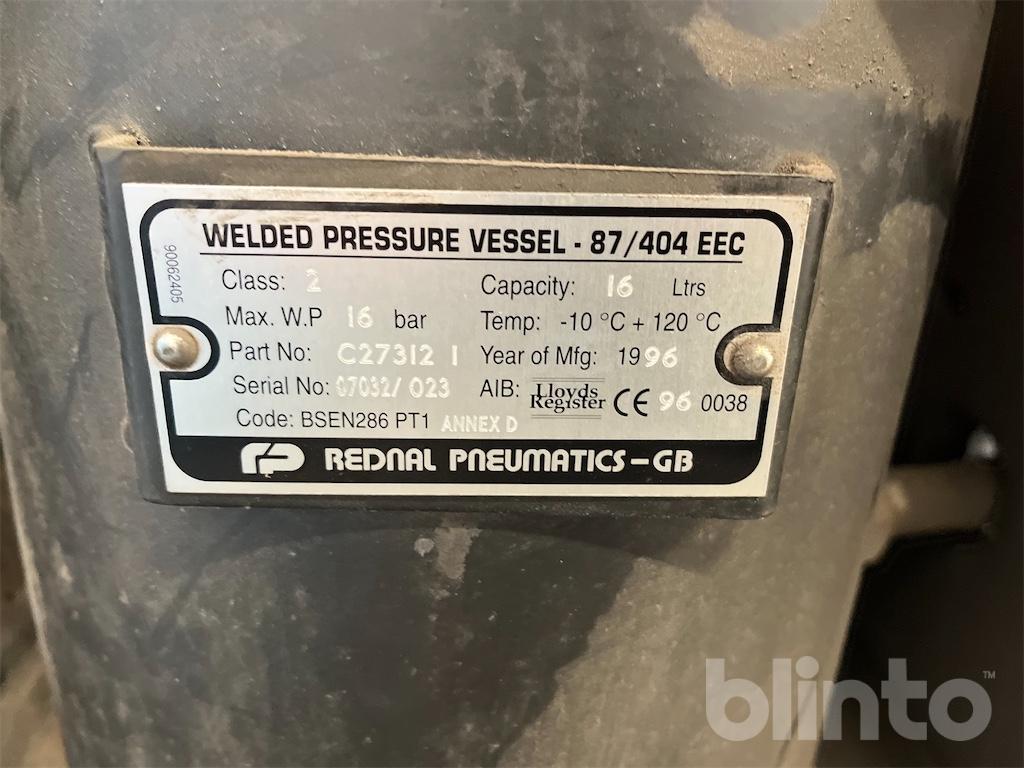 WELDED PRESSURE VESSEL - 87/404 EEC
90062405
Class: 2 Capacity: 16 Ltrs
Max. W.P 16 bar Temp: -10 °C + 120 °C
Part No: C27312 1 Year of Mfg: 1996
Serial No: 07032/ 023 AIB: Lloyds Register CE 96 0038
Code: BSEN286 PT1 ANNEX D
REDNAL PNEUMATICS-GB
blinto™